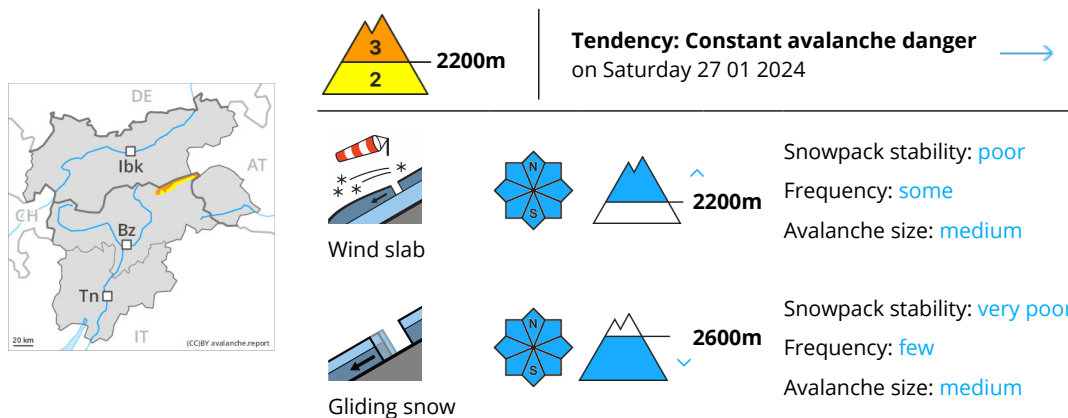 3
2
2200m
Tendency: Constant avalanche danger
on Saturday 27 01 2024
DE
Ibk
AT
CH
Bz
Tn
IT
20 km
(CC)BY avalanche.report
N
S
2200m
Wind slab
Snowpack stability: poor
Frequency: some
Avalanche size: medium
N
S
2600m
Gliding snow
Snowpack stability: very poor
Frequency: few
Avalanche size: medium